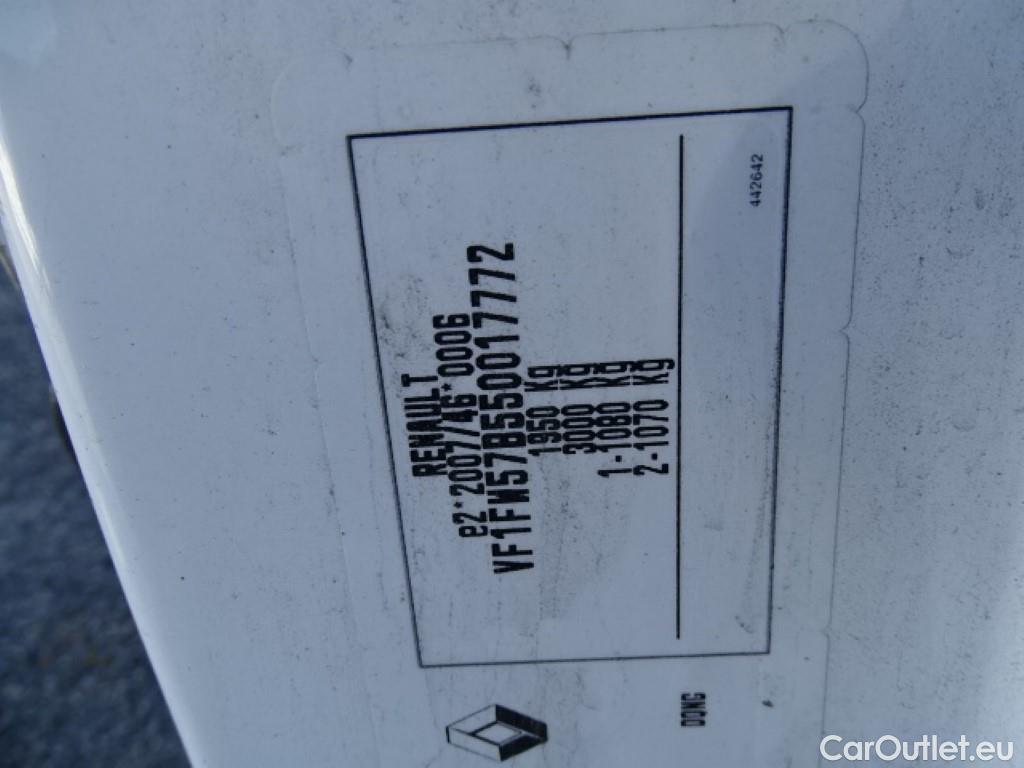 RENAULT
e2*2007/46*0006
VF1FW57B550017772
1950 Kg
3000 Kg
1-1080 Kg
2-1070 Kg
442642
CarOutlet.eu